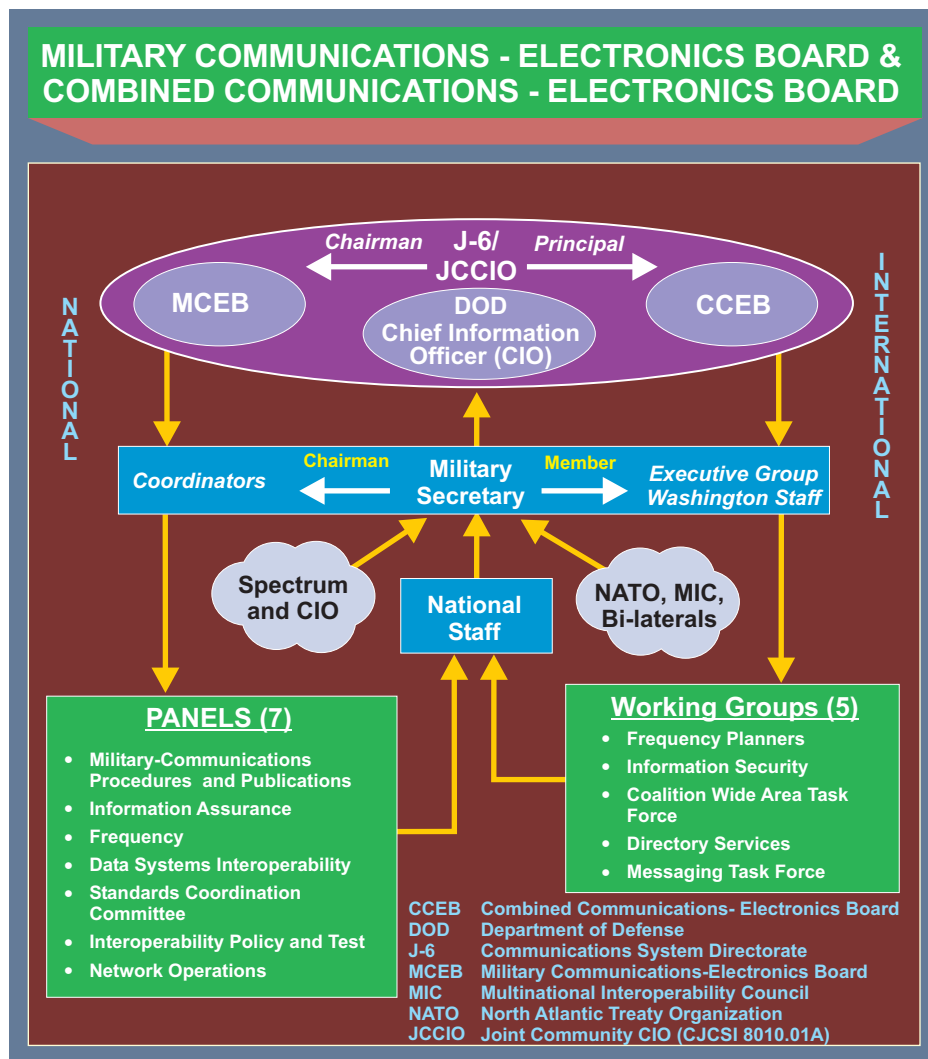 MILITARY COMMUNICATIONS - ELECTRONICS BOARD &
COMBINED COMMUNICATIONS - ELECTRONICS BOARD
NATIONAL
Chairman
J-6/
JCCIO
Principal
MCEB
DOD
Chief Information
Officer (CIO)
CCEB
INTERNATIONAL
Coordinators
Chairman
Military
Secretary
Member
Executive Group
Washington Staff
Spectrum
and CIO
National
Staff
NATO, MIC,
Bi-laterals
PANELS (7)
• Military-Communications
Procedures and Publications
• Information Assurance
• Frequency
• Data Systems Interoperability
• Standards Coordination
Committee
• Interoperability Policy and Test
• Network Operations
Working Groups (5)
• Frequency Planners
• Information Security
• Coalition Wide Area Task
Force
• Directory Services
• Messaging Task Force
CCEB Combined Communications- Electronics Board
DOD Department of Defense
J-6 Communications System Directorate
MCEB Military Communications-Electronics Board
MIC Multinational Interoperability Council
NATO North Atlantic Treaty Organization
JCCIO Joint Community CIO (CJCSI 8010.01A)